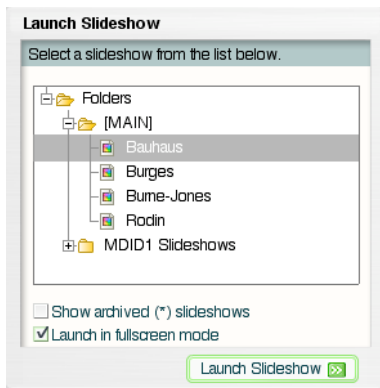 Launch Slideshow
Select a slideshow from the list below.
Folders
[MAIN]
Bauhaus
Burges
Burne-Jones
Rodin
MDID1 Slideshows
Show archived (*) slideshows
Launch in fullscreen mode
Launch Slideshow